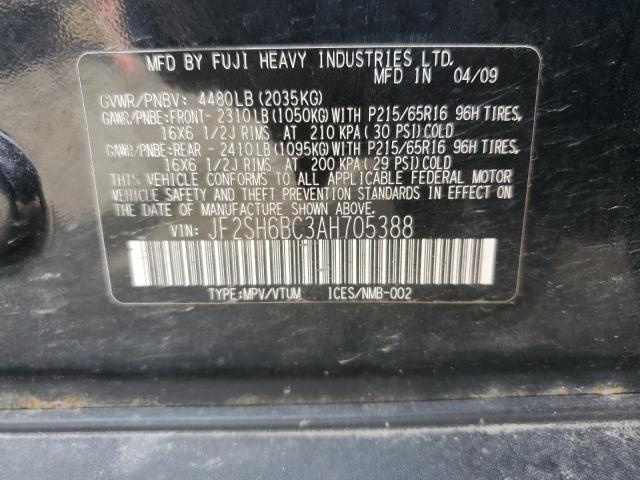 MFD BY FUJI HEAVY INDUSTRIES LTD.
MFD IN 04/09
GVWR/PNBV: 4480LB(2035KG)
GAWR/PNBE:FRONT- 2310LB(1050KG)WITH P215/65R16 96H TIRES,
16X6 1/2J RIMS AT 210 KPA(30 PSI)COLD
GAWR/PNBE:REAR - 2410LB(1095KG)WITH P215/65R16 96H TIRES,
16X6 1/2J RIMS AT 200 KPA(29 PSI)COLD
THIS VEHICLE CONFORMS TO ALL APPLICABLE FEDERAL MOTOR
VEHICLE SAFETY AND THEFT PREVENTION STANDARDS IN EFFECT
ON THE DATE OF MANUFACTURE SHOWN ABOVE.
VIN: JF2SH6BC3AH705388
TYPE:MPV/VTUM ICES/NMB-002